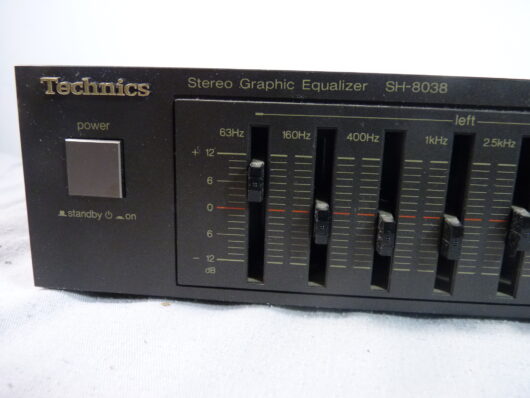 Technics
Stereo Graphic Equalizer SH-8038
left
power
63Hz 160Hz 400Hz 1kHz 2.5kHz
+ 12
6
0
6
- 12
dB
standby ⏻ on